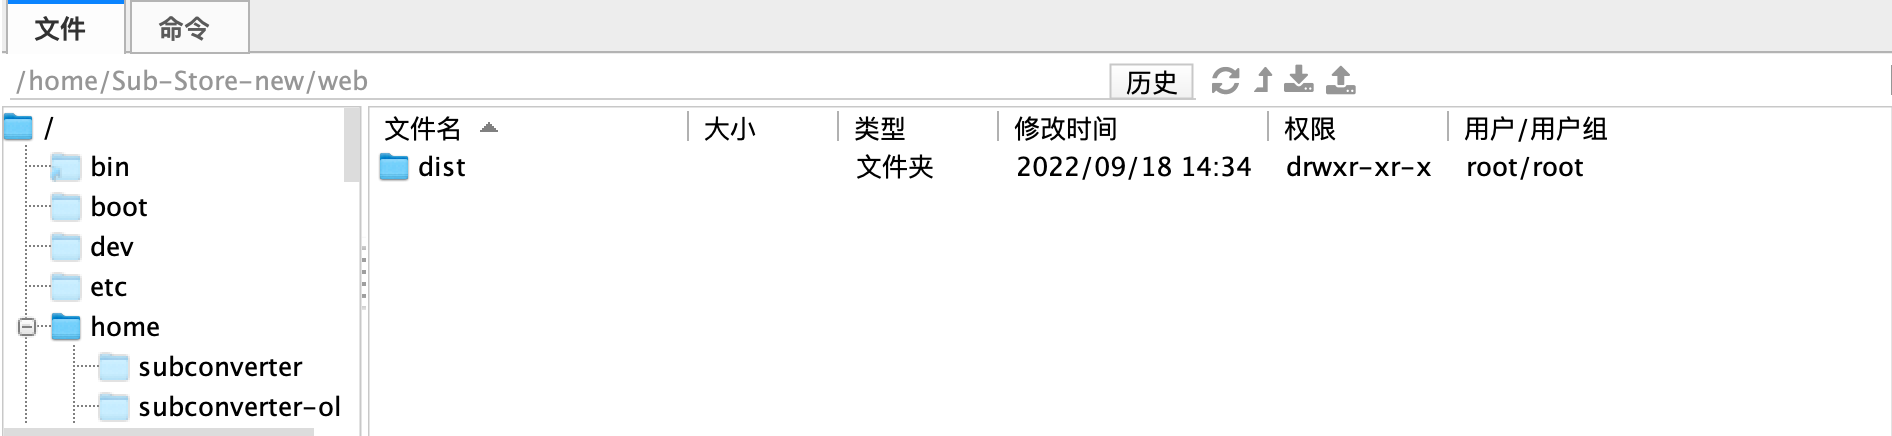 文件 命令
/home/Sub-Store-new/web 历史
/
bin
boot
dev
etc
home
subconverter
subconverter-ol
文件名 大小 类型 修改时间 权限 用户/用户组
dist 文件夹 2022/09/18 14:34 drwxr-xr-x root/root